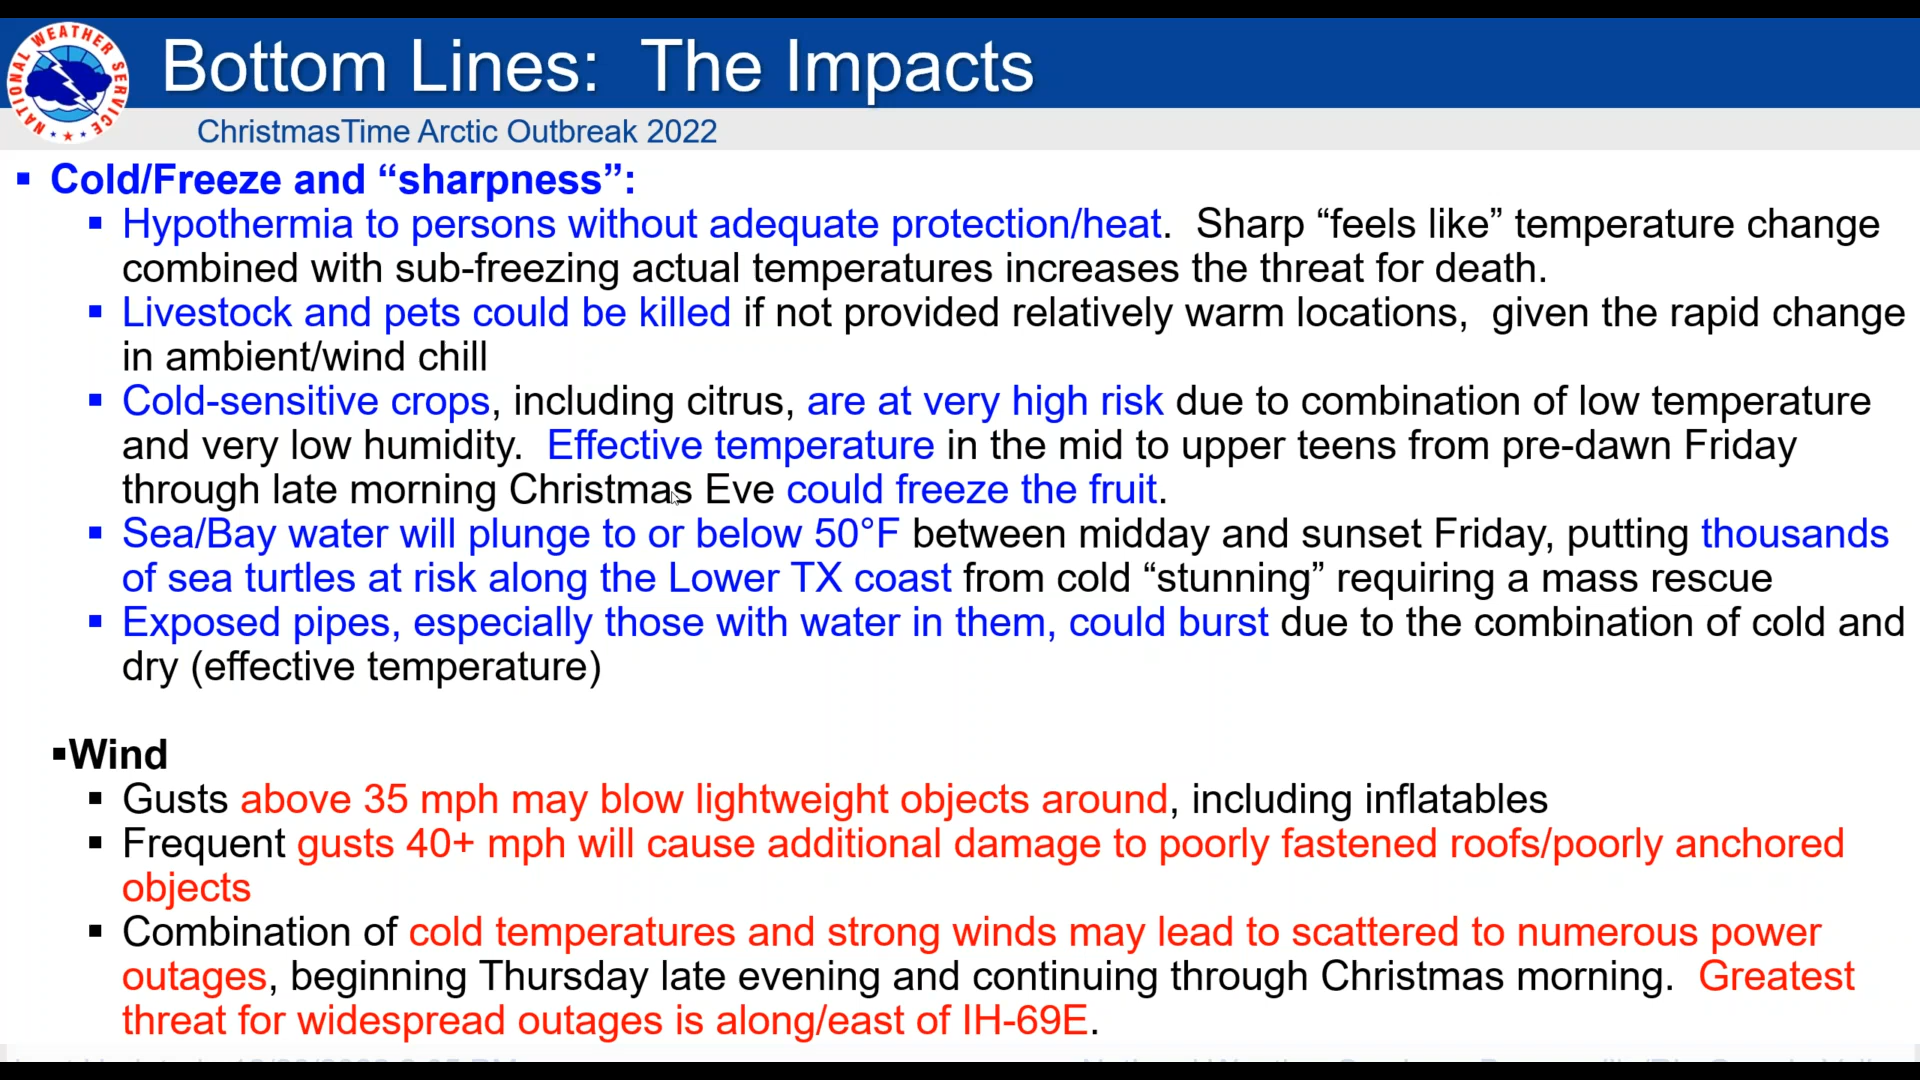 NATIONAL WEATHER SERVICE
Bottom Lines: The Impacts
ChristmasTime Arctic Outbreak 2022
▪ Cold/Freeze and “sharpness”:
▪ Hypothermia to persons without adequate protection/heat. Sharp “feels like” temperature change
combined with sub-freezing actual temperatures increases the threat for death.
▪ Livestock and pets could be killed if not provided relatively warm locations, given the rapid change
in ambient/wind chill
▪ Cold-sensitive crops, including citrus, are at very high risk due to combination of low temperature
and very low humidity. Effective temperature in the mid to upper teens from pre-dawn Friday
through late morning Christmas Eve could freeze the fruit.
▪ Sea/Bay water will plunge to or below 50°F between midday and sunset Friday, putting thousands
of sea turtles at risk along the Lower TX coast from cold “stunning” requiring a mass rescue
▪ Exposed pipes, especially those with water in them, could burst due to the combination of cold and
dry (effective temperature)
▪Wind
▪ Gusts above 35 mph may blow lightweight objects around, including inflatables
▪ Frequent gusts 40+ mph will cause additional damage to poorly fastened roofs/poorly anchored
objects
▪ Combination of cold temperatures and strong winds may lead to scattered to numerous power
outages, beginning Thursday late evening and continuing through Christmas morning. Greatest
threat for widespread outages is along/east of IH-69E.